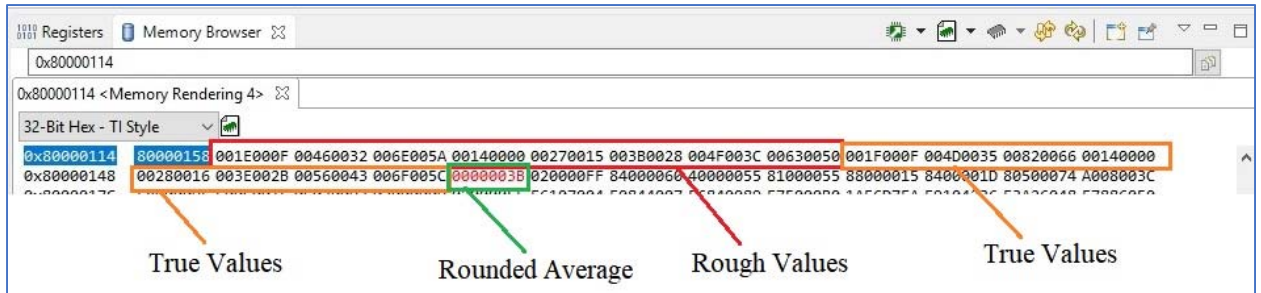 Registers Memory Browser
0x80000114
0x80000114 <Memory Rendering 4>
32-Bit Hex - TI Style
0x80000114 80000158 001E000F 00460032 006E005A 00140000 00270015 003B0028 004F003C 00630050 001F000F 004D0035 00820066 00140000
0x80000148 00280016 003E002B 00560043 006F005C 0000003B 020000FF 84000060 40000055 81000055 88000015 8400001D 80500074 A008003C
True Values
Rounded Average
Rough Values
True Values